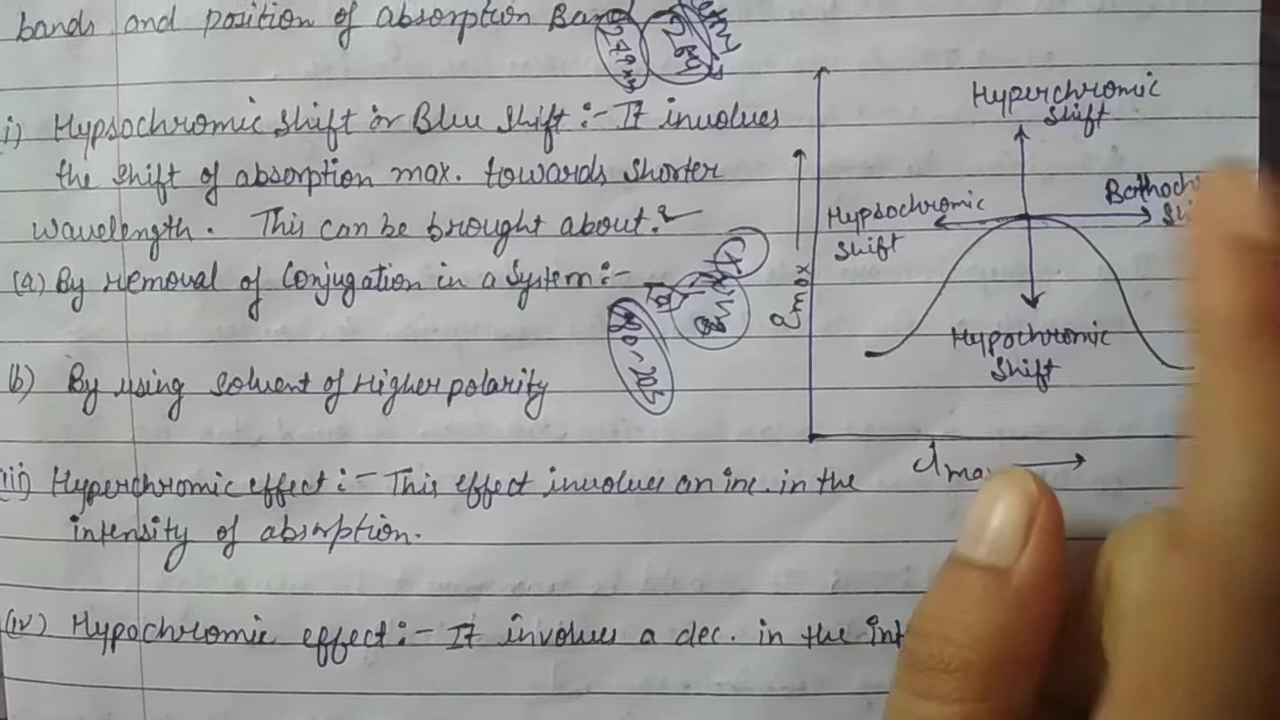 bands and position of absorption Band
i) Hypsochromic Shift or Blue Shift :- It involves
the shift of absorption max. towards shorter
wavelength. This can be brought about:-
(a) By removal of Conjugation in a System :-
(b) By using solvent of Higher polarity
(iii) Hyperchromic effect :- This effect involves an inc. in the
intensity of absorption.
(iv) Hypochromic effect :- It involves a dec. in the int
Hyperchromic
Shift
Hypsochromic
Shift
Bathoch
Hypochromic
Shift